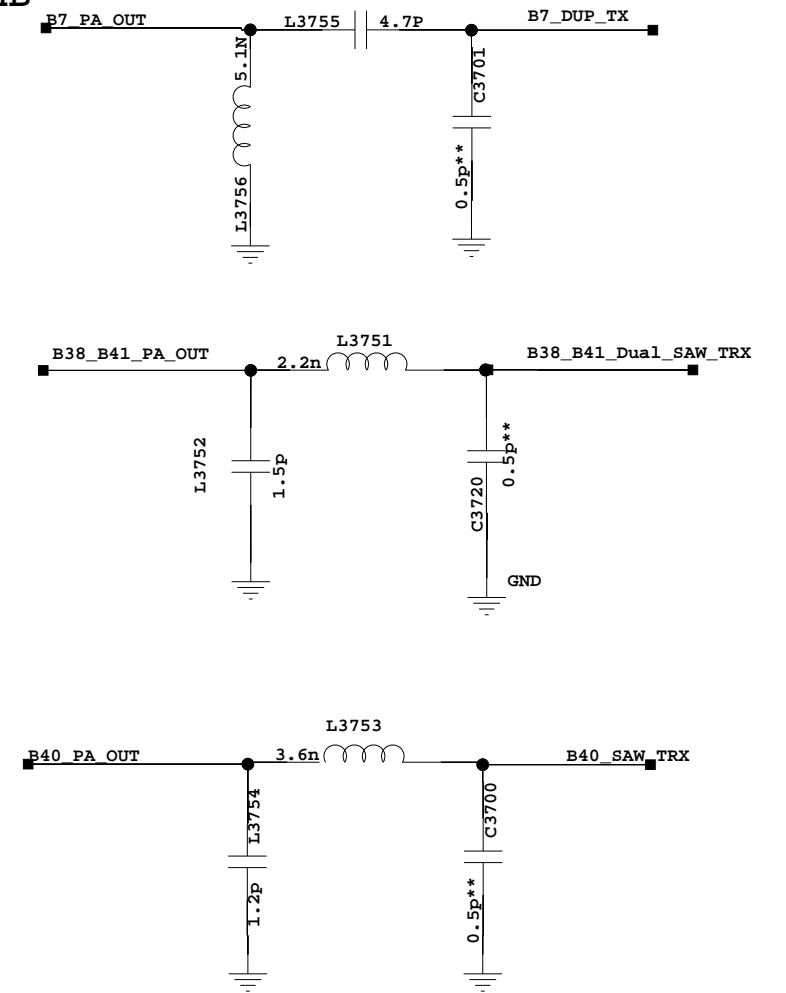 B7_PA_OUT
L3755
4.7P
B7_DUP_TX
5.1N
L3756
C3701
0.5p**
B38_B41_PA_OUT
2.2n
L3751
B38_B41_Dual_SAW_TRX
L3752
1.5p
0.5p**
C3720
GND
B40_PA_OUT
3.6n
L3753
B40_SAW_TRX
L3754
1.2p
C3700
0.5p**